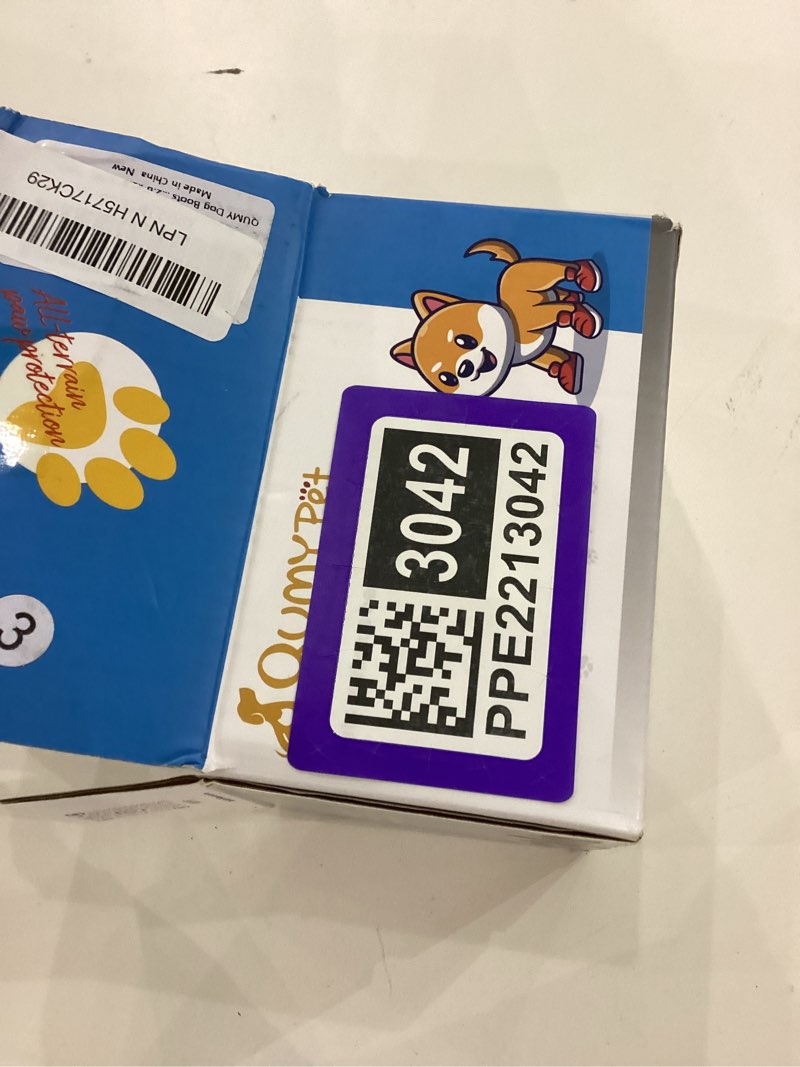 QUMY Dog Boots
Made in China New
LPN N H5717CK29
All-terrain
paw protection
3
QUMY Pet
3042
PPE2213042